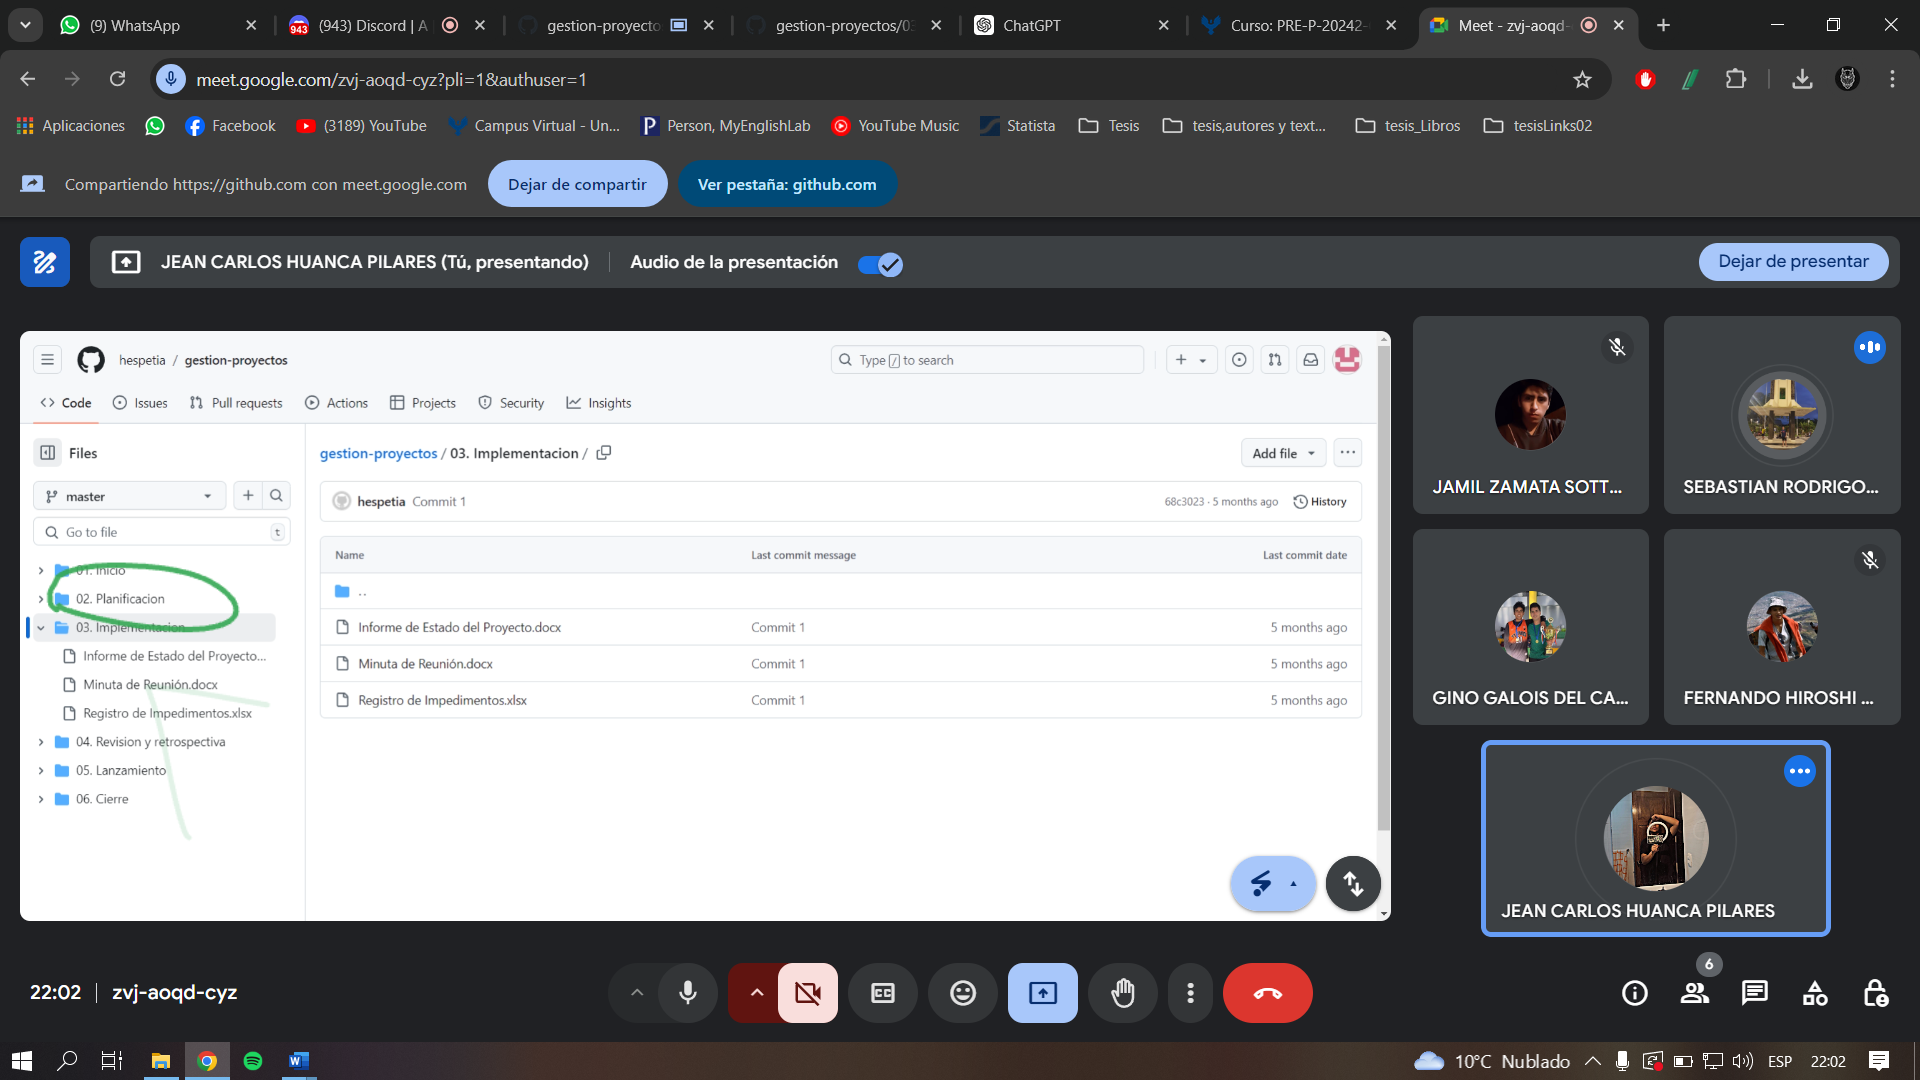 (9) WhatsApp
943
(943) Discord | A
gestion-proyecto
gestion-proyectos/03
ChatGPT
Curso: PRE-P-20242-
Meet - zvj-aoqd-
meet.google.com/zvj-aoqd-cyz?pli=1&authuser=1
Aplicaciones
Facebook
(3189) YouTube
Campus Virtual - Un...
Person, MyEnglishLab
YouTube Music
Statista
Tesis
tesis,autores y text...
tesis_Libros
tesisLinks02
Compartiendo https://github.com con meet.google.com
Dejar de compartir
Ver pestaña: github.com
JEAN CARLOS HUANCA PILARES (Tú, presentando)
Audio de la presentación
Dejar de presentar
hespetia / gestion-proyectos
Type / to search
Code
Issues
Pull requests
Actions
Projects
Security
Insights
Files
master
Go to file
t
01. Inicio
02. Planificacion
03. Implementacion
Informe de Estado del Proyecto...
Minuta de Reunión.docx
Registro de Impedimentos.xlsx
04. Revision y retrospectiva
05. Lanzamiento
06. Cierre
gestion-proyectos / 03. Implementacion /
Add file
hespetia Commit 1
68c3023 · 5 months ago
History
Name
Last commit message
Last commit date
..
Informe de Estado del Proyecto.docx
Commit 1
5 months ago
Minuta de Reunión.docx
Commit 1
5 months ago
Registro de Impedimentos.xlsx
Commit 1
5 months ago
JAMIL ZAMATA SOTT...
SEBASTIAN RODRIGO...
GINO GALOIS DEL CA...
FERNANDO HIROSHI ...
JEAN CARLOS HUANCA PILARES
22:02 | zvj-aoqd-cyz
6
10°C Nublado
ESP
22:02